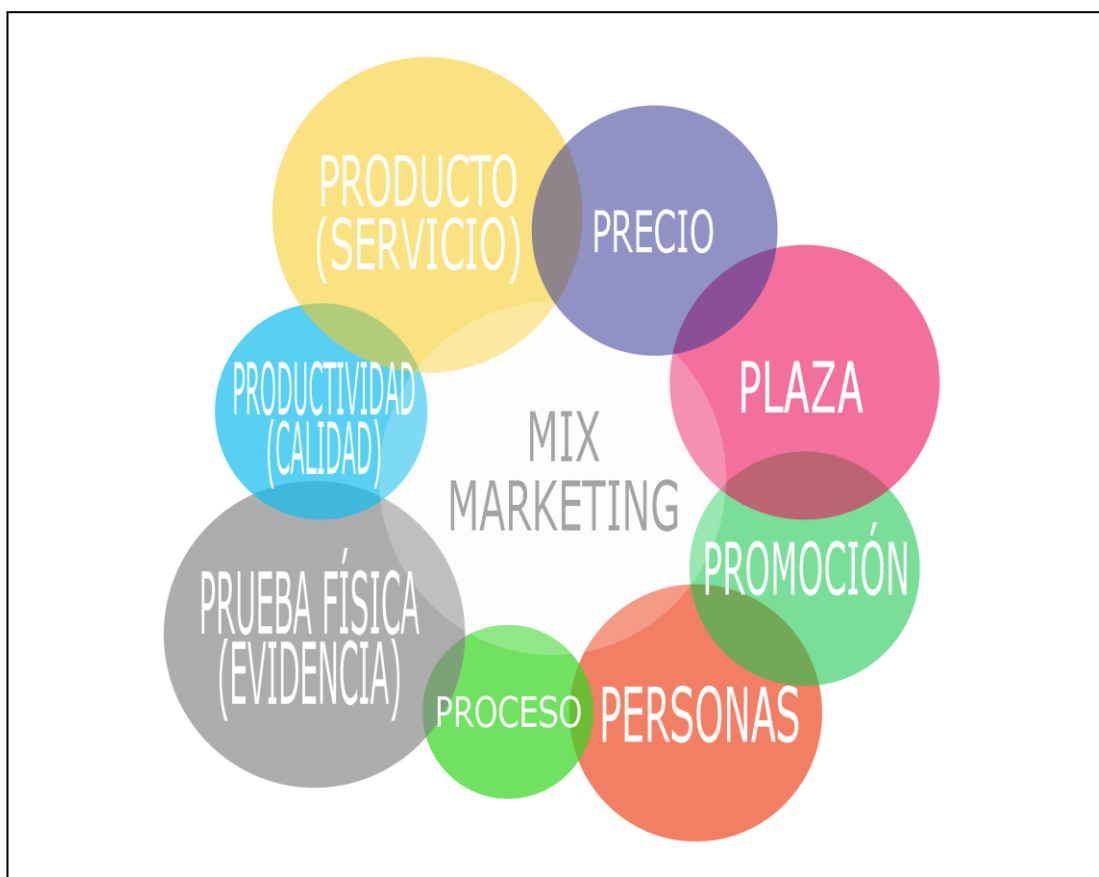 PRODUCTO
(SERVICIO)
PRECIO
PLAZA
PROMOCIÓN
PERSONAS
PROCESO
PRUEBA FÍSICA
(EVIDENCIA)
PRODUCTIVIDAD
(CALIDAD)
MIX
MARKETING